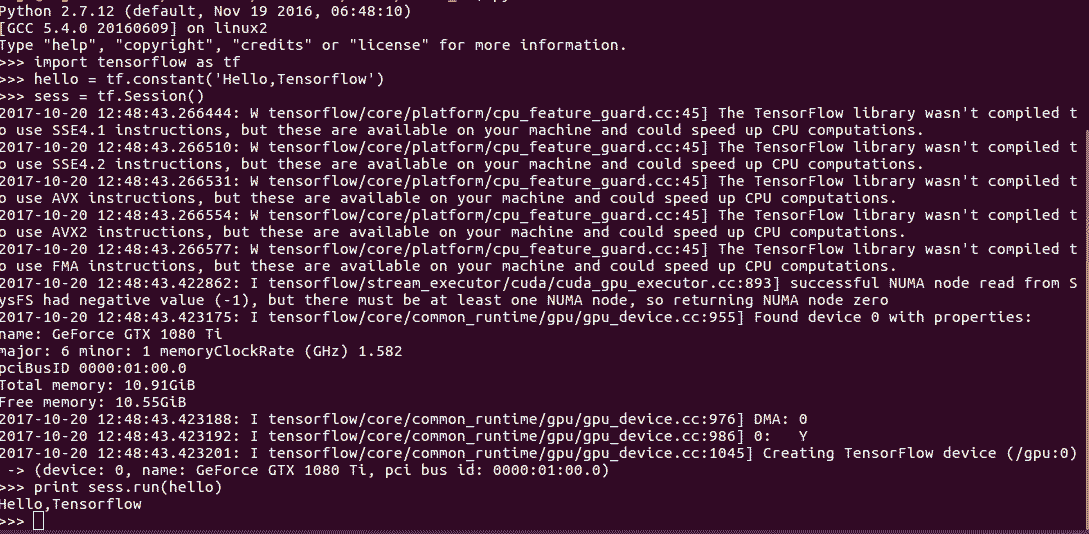 Python 2.7.12 (default, Nov 19 2016, 06:48:10)
[GCC 5.4.0 20160609] on linux2
Type "help", "copyright", "credits" or "license" for more information.
>>> import tensorflow as tf
>>> hello = tf.constant('Hello,Tensorflow')
>>> sess = tf.Session()
2017-10-20 12:48:43.266444: W tensorflow/core/platform/cpu_feature_guard.cc:45] The TensorFlow library wasn't compiled t
o use SSE4.1 instructions, but these are available on your machine and could speed up CPU computations.
2017-10-20 12:48:43.266510: W tensorflow/core/platform/cpu_feature_guard.cc:45] The TensorFlow library wasn't compiled t
o use SSE4.2 instructions, but these are available on your machine and could speed up CPU computations.
2017-10-20 12:48:43.266531: W tensorflow/core/platform/cpu_feature_guard.cc:45] The TensorFlow library wasn't compiled t
o use AVX instructions, but these are available on your machine and could speed up CPU computations.
2017-10-20 12:48:43.266554: W tensorflow/core/platform/cpu_feature_guard.cc:45] The TensorFlow library wasn't compiled t
o use AVX2 instructions, but these are available on your machine and could speed up CPU computations.
2017-10-20 12:48:43.266577: W tensorflow/core/platform/cpu_feature_guard.cc:45] The TensorFlow library wasn't compiled t
o use FMA instructions, but these are available on your machine and could speed up CPU computations.
2017-10-20 12:48:43.422862: I tensorflow/stream_executor/cuda/cuda_gpu_executor.cc:893] successful NUMA node read from S
ysFS had negative value (-1), but there must be at least one NUMA node, so returning NUMA node zero
2017-10-20 12:48:43.423175: I tensorflow/core/common_runtime/gpu/gpu_device.cc:955] Found device 0 with properties:
name: GeForce GTX 1080 Ti
major: 6 minor: 1 memoryClockRate (GHz) 1.582
pciBusID 0000:01:00.0
Total memory: 10.91GiB
Free memory: 10.55GiB
2017-10-20 12:48:43.423188: I tensorflow/core/common_runtime/gpu/gpu_device.cc:976] DMA: 0
2017-10-20 12:48:43.423192: I tensorflow/core/common_runtime/gpu/gpu_device.cc:986] 0:   Y
2017-10-20 12:48:43.423201: I tensorflow/core/common_runtime/gpu/gpu_device.cc:1045] Creating TensorFlow device (/gpu:0)
 -> (device: 0, name: GeForce GTX 1080 Ti, pci bus id: 0000:01:00.0)
>>> print sess.run(hello)
Hello,Tensorflow
>>>